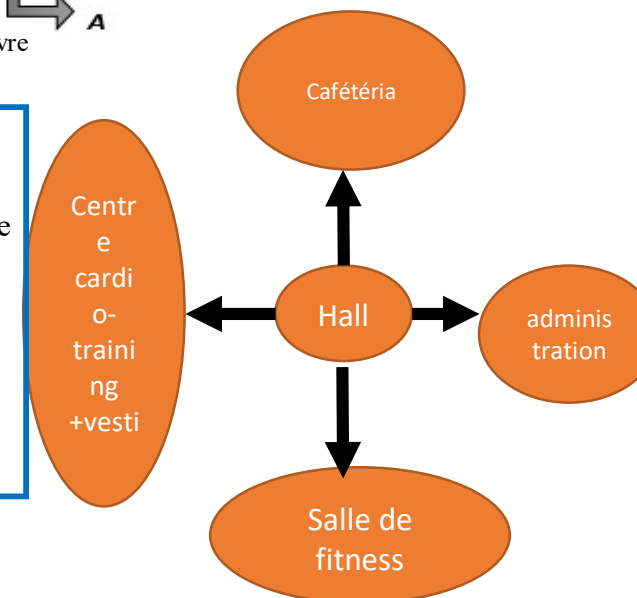 A
vre
Cafétéria
e
Centr
e
cardi
o-
traini
ng
+vesti
Hall
adminis
tration
Salle de
fitness